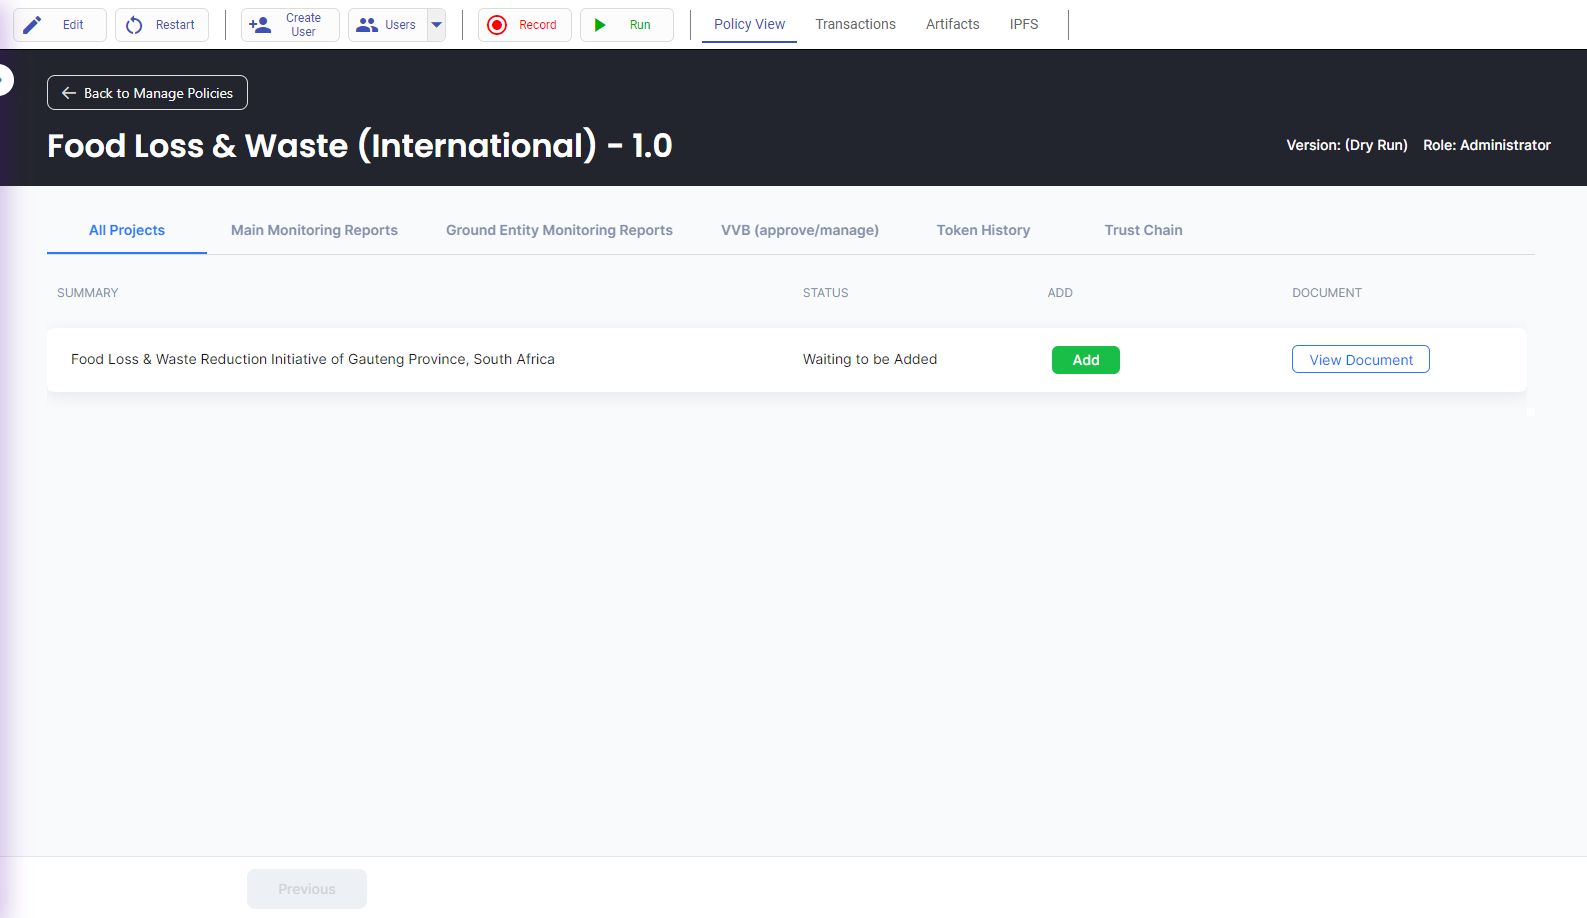 Edit Restart Create User Users Record Run Policy View Transactions Artifacts IPFS
Back to Manage Policies
Food Loss & Waste (International) - 1.0
Version: (Dry Run) Role: Administrator
All Projects Main Monitoring Reports Ground Entity Monitoring Reports VVB (approve/manage) Token History Trust Chain
SUMMARY STATUS ADD DOCUMENT
Food Loss & Waste Reduction Initiative of Gauteng Province, South Africa Waiting to be Added Add View Document
Previous